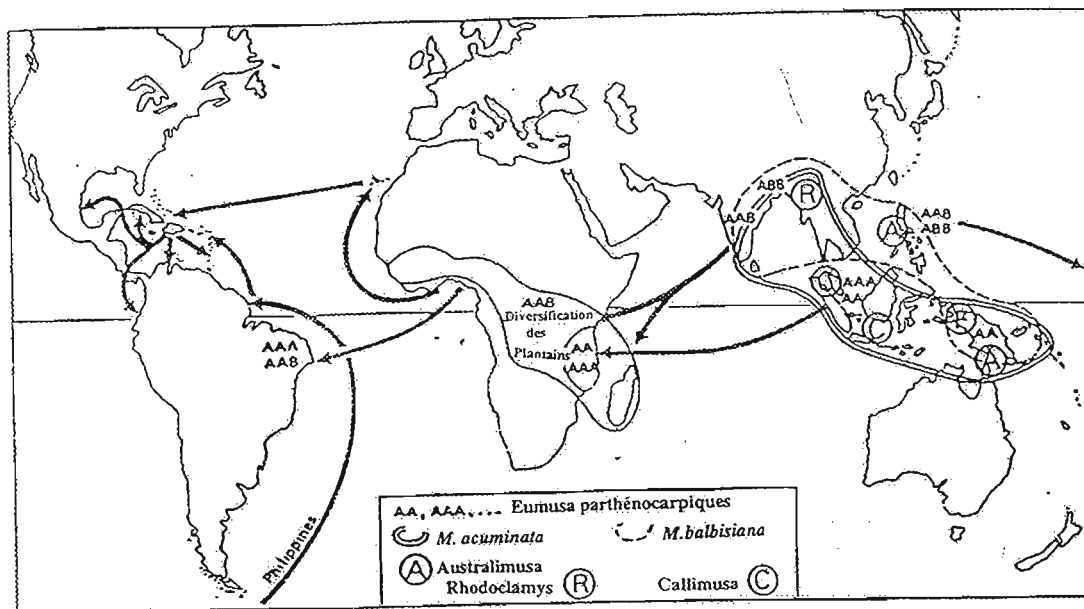 ABB
R
AAB
AAB
ABB
A
AAA
AA
C
AA
A
AAB
Diversification
des
Plantains
AA
AAA
AAA
AAB
Philippines
AA, AAA..... Eumusa parthénocarpiques
M. acuminata M. balbisiana
A Australimusa
Rhodoclamys R Callimusa C